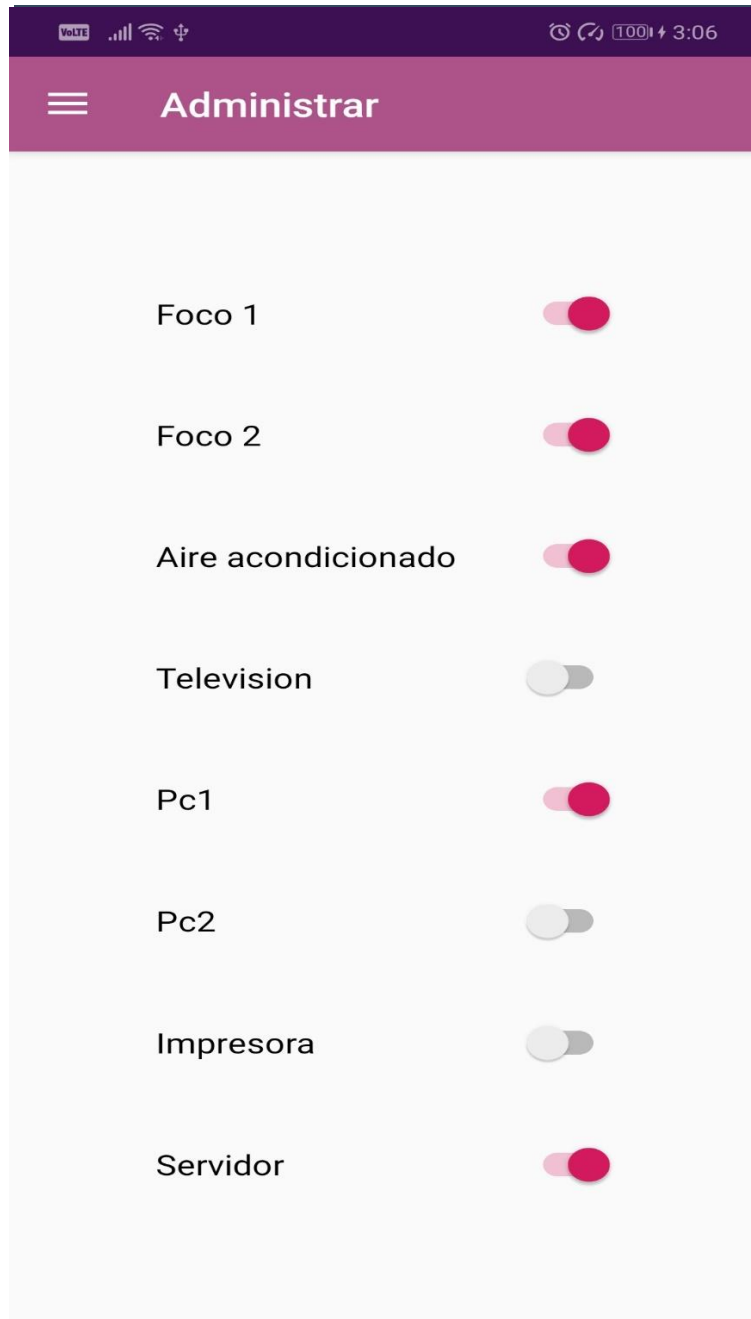 VoLTE 100 3:06
Administrar
Foco 1
Foco 2
Aire acondicionado
Television
Pc1
Pc2
Impresora
Servidor